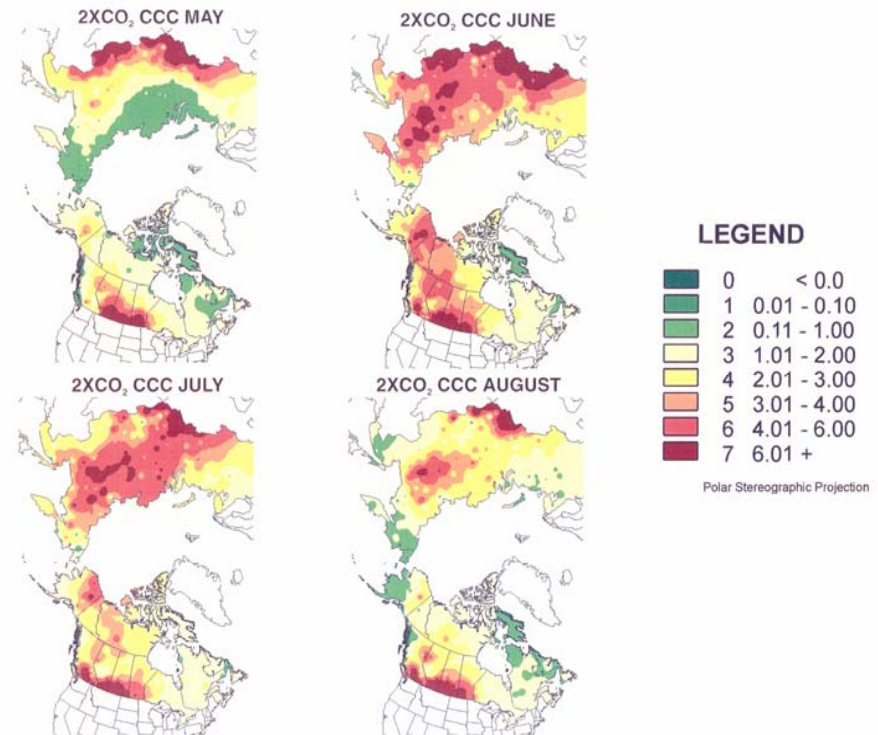 2XCO₂ CCC MAY
2XCO₂ CCC JUNE
2XCO₂ CCC JULY
2XCO₂ CCC AUGUST
LEGEND
0 < 0.0
1 0.01 - 0.10
2 0.11 - 1.00
3 1.01 - 2.00
4 2.01 - 3.00
5 3.01 - 4.00
6 4.01 - 6.00
7 6.01 +
Polar Stereographic Projection